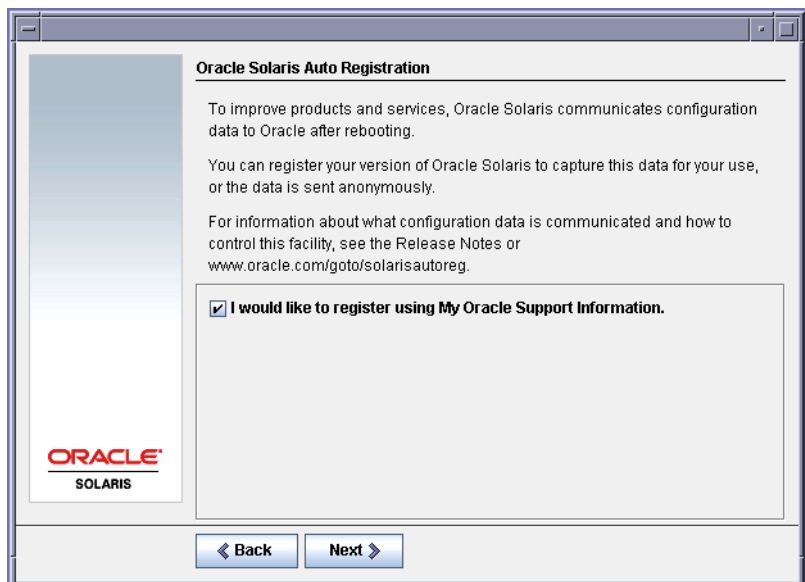 Oracle Solaris Auto Registration
To improve products and services, Oracle Solaris communicates configuration
data to Oracle after rebooting.
You can register your version of Oracle Solaris to capture this data for your use,
or the data is sent anonymously.
For information about what configuration data is communicated and how to
control this facility, see the Release Notes or
www.oracle.com/goto/solarisautoreg.
I would like to register using My Oracle Support Information.
ORACLE
SOLARIS
Back
Next